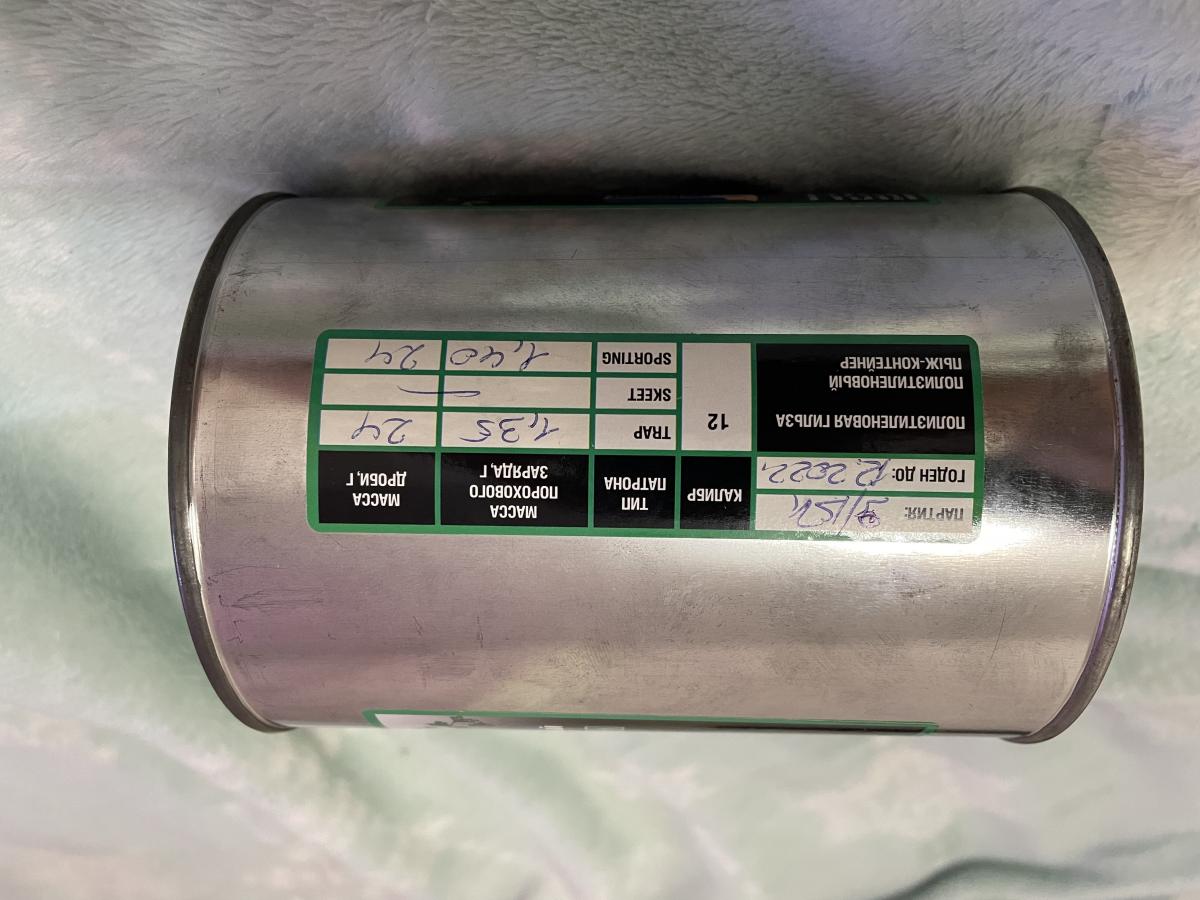 ПАРТИЯ:
ГОДЕН ДО: 12.2022
ПОЛИЭТИЛЕНОВАЯ ГИЛЬЗА
ПОЛИЭТИЛЕНОВЫЙ
ПЫЖ-КОНТЕЙНЕР
КАЛИБР
12
ТИП
ПАТРОНА
МАССА
ПОРОХОВОГО
ЗАРЯДА, Г
МАССА
ДРОБИ, Г
TRAP 1,35 24
SKEET — —
SPORTING 1,40 24